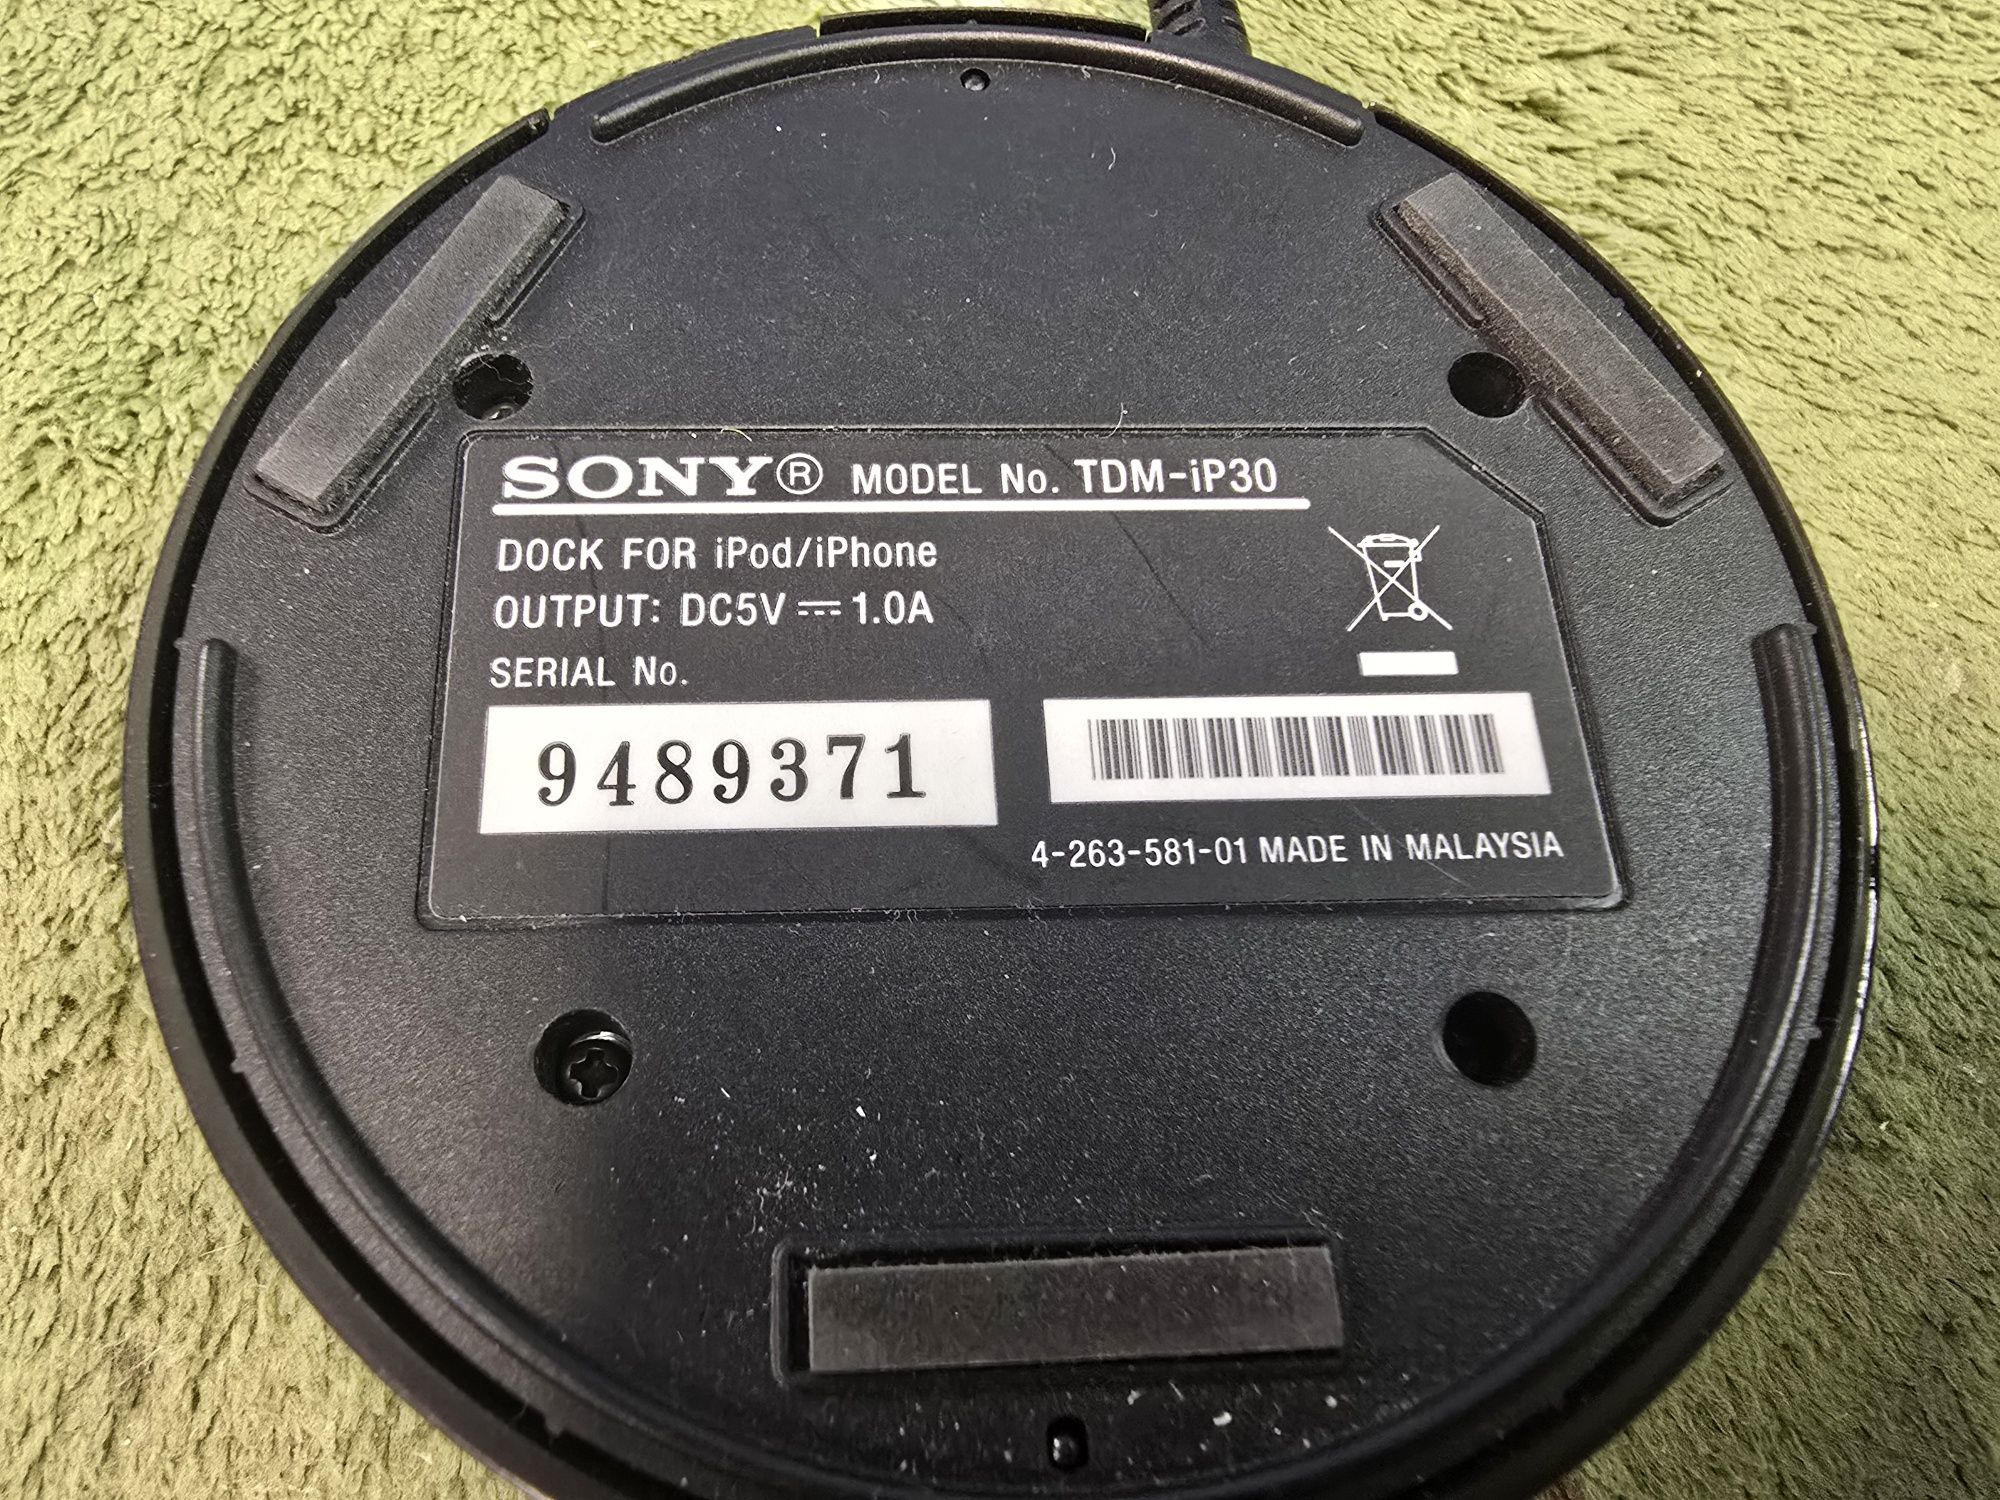 SONY® MODEL No. TDM-iP30
DOCK FOR iPod/iPhone
OUTPUT: DC5V ⎓ 1.0A
SERIAL No.
9489371
4-263-581-01 MADE IN MALAYSIA